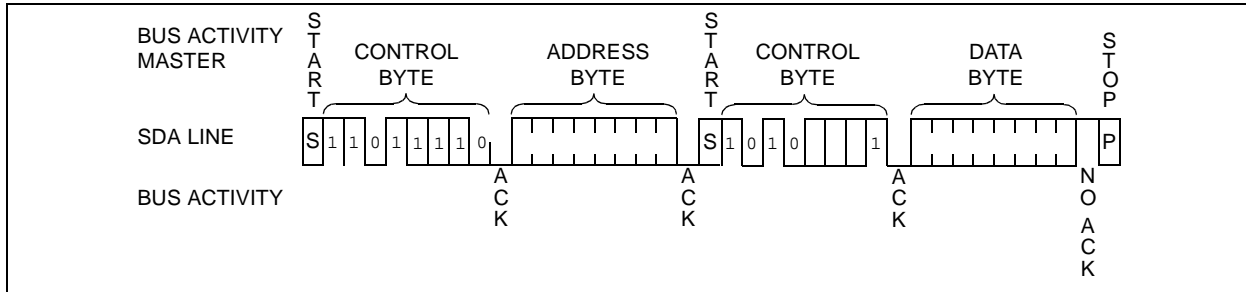 BUS ACTIVITY
MASTER
START
CONTROL
BYTE
ADDRESS
BYTE
START
CONTROL
BYTE
DATA
BYTE
STOP
SDA LINE
S 1 1 0 1 1 1 1 0
S 1 0 1 0 1
P
BUS ACTIVITY
ACK
ACK
ACK
NO ACK